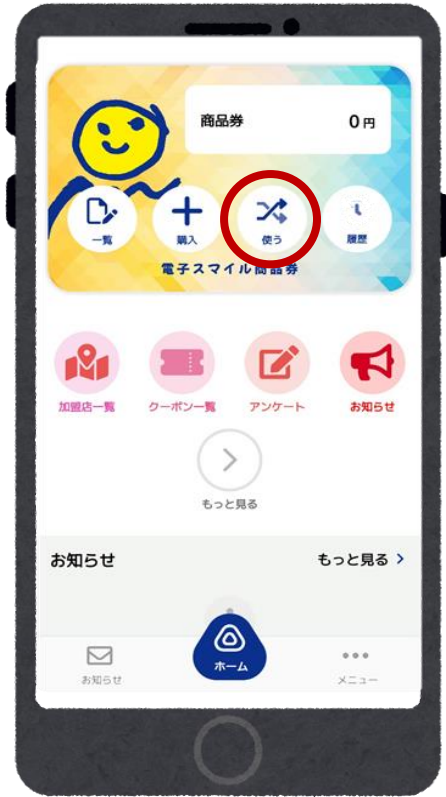 商品券 0円
一覧 購入 使う 履歴
電子スマイル商品券
加盟店一覧 クーポン一覧 アンケート お知らせ
もっと見る
お知らせ もっと見る
お知らせ ホーム メニュー